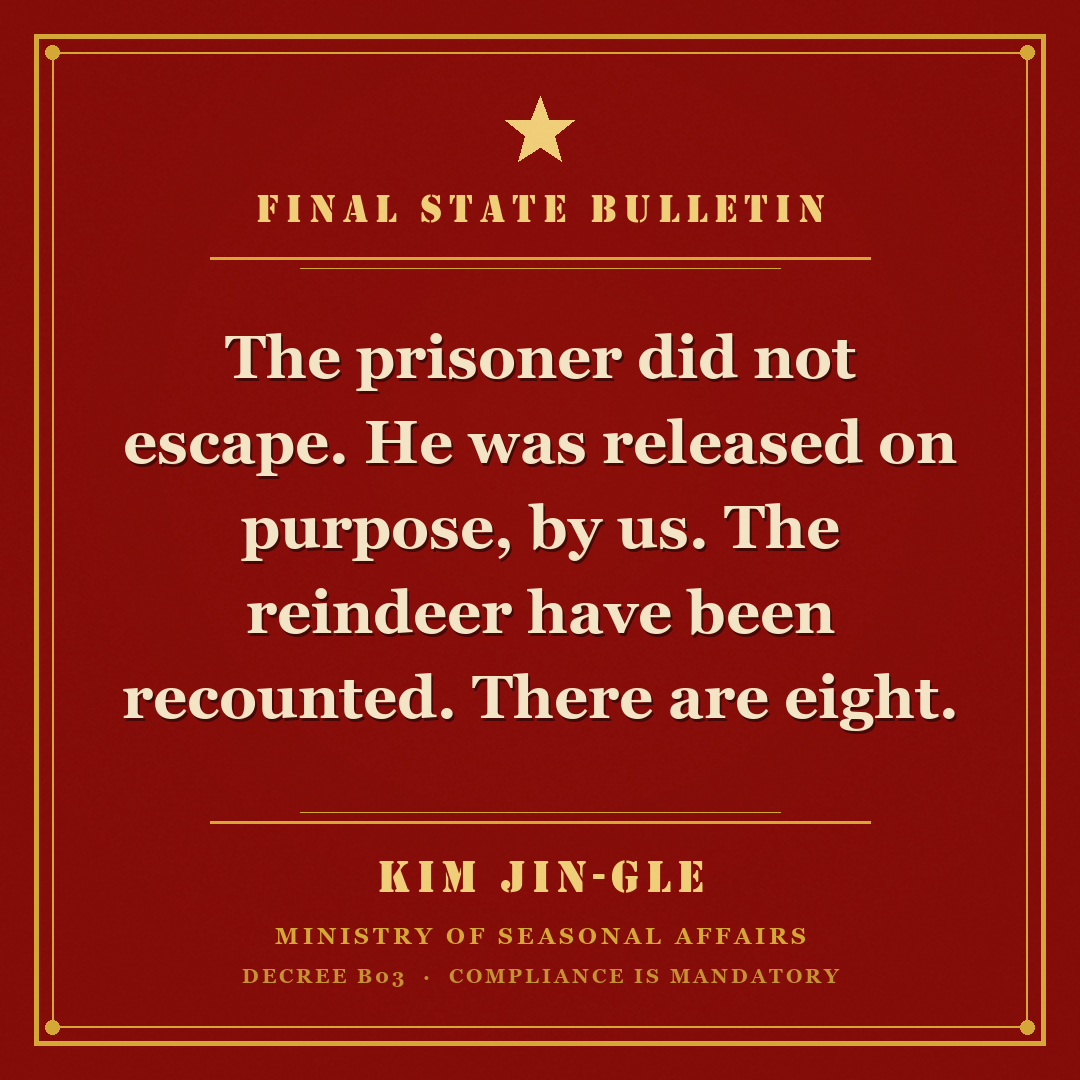 FINAL STATE BULLETIN
The prisoner did not
escape. He was released on
purpose, by us. The
reindeer have been
recounted. There are eight.
KIM JIN-GLE
MINISTRY OF SEASONAL AFFAIRS
DECREE B03 · COMPLIANCE IS MANDATORY